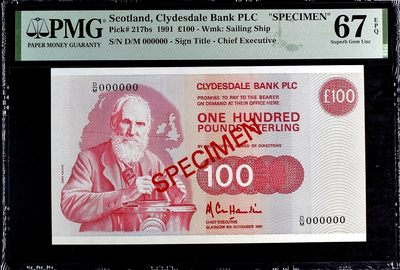 PMG
PAPER MONEY GUARANTY
Scotland, Clydesdale Bank PLC "SPECIMEN"
Pick# 217bs 1991 £100 - Wmk: Sailing Ship
S/N D/M 000000 - Sign Title - Chief Executive
67 EPQ
Superb Gem Unc
D/M 000000
CLYDESDALE BANK PLC
PROMISE TO PAY TO THE BEARER
ON DEMAND AT THEIR OFFICE HERE
£100
ONE HUNDRED
POUNDS STERLING
BY ORDER OF THE BOARD OF DIRECTORS
SPECIMEN
100
CHIEF EXECUTIVE
GLASGOW 9th NOVEMBER 1991
D/M 000000